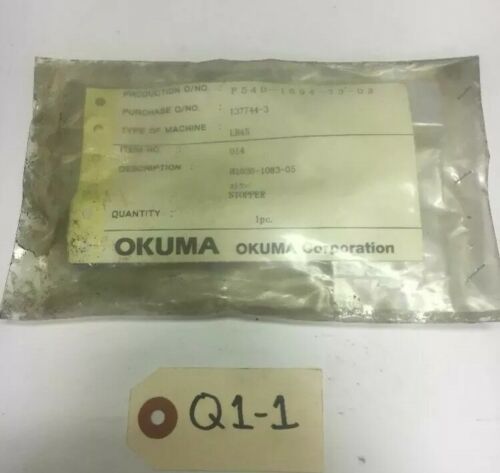 PRODUCTION O/NO. :
PURCHASE O/NO. : 137744-3
TYPE OF MACHINE : LB45
ITEM NO. : 014
DESCRIPTION : H1030-1083-05
STOPPER
QUANTITY : 1pc.
OKUMA OKUMA Corporation
Q1-1